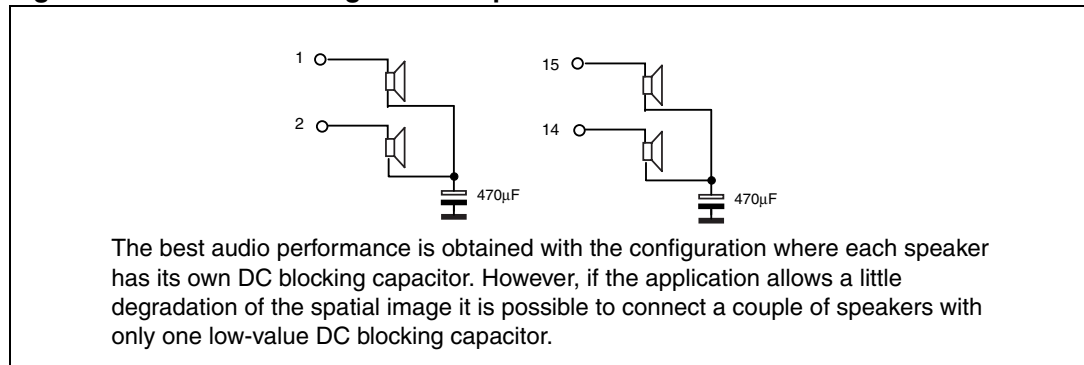 1
15
2
14
470µF
470µF
The best audio performance is obtained with the configuration where each speaker
has its own DC blocking capacitor. However, if the application allows a little
degradation of the spatial image it is possible to connect a couple of speakers with
only one low-value DC blocking capacitor.